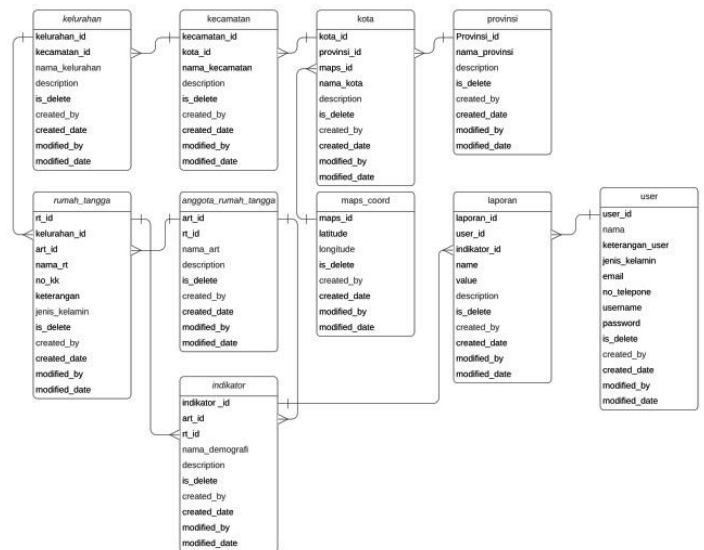 kelurahan
kelurahan_id
kecamatan_id
nama_kelurahan
description
is_delete
created_by
created_date
modified_by
modified_date
kecamatan
kecamatan_id
kota_id
nama_kecamatan
description
is_delete
created_by
created_date
modified_by
modified_date
kota
kota_id
provinsi_id
maps_id
nama_kota
description
is_delete
created_by
created_date
modified_by
modified_date
provinsi
Provinsi_id
nama_provinsi
description
is_delete
created_by
created_date
modified_by
modified_date
rumah_tangga
rt_id
kelurahan_id
art_id
nama_rt
no_kk
keterangan
jenis_kelamin
is_delete
created_by
created_date
modified_by
modified_date
anggota_rumah_tangga
art_id
rt_id
nama_art
description
is_delete
created_by
created_date
modified_by
modified_date
maps_coord
maps_id
latitude
longitude
is_delete
created_by
created_date
modified_by
modified_date
laporan
laporan_id
user_id
indikator_id
name
value
description
is_delete
created_by
created_date
modified_by
modified_date
user
user_id
nama
keterangan_user
jenis_kelamin
email
no_telepone
username
password
is_delete
created_by
created_date
modified_by
modified_date
indikator
indikator _id
art_id
rt_id
nama_demografi
description
is_delete
created_by
created_date
modified_by
modified_date